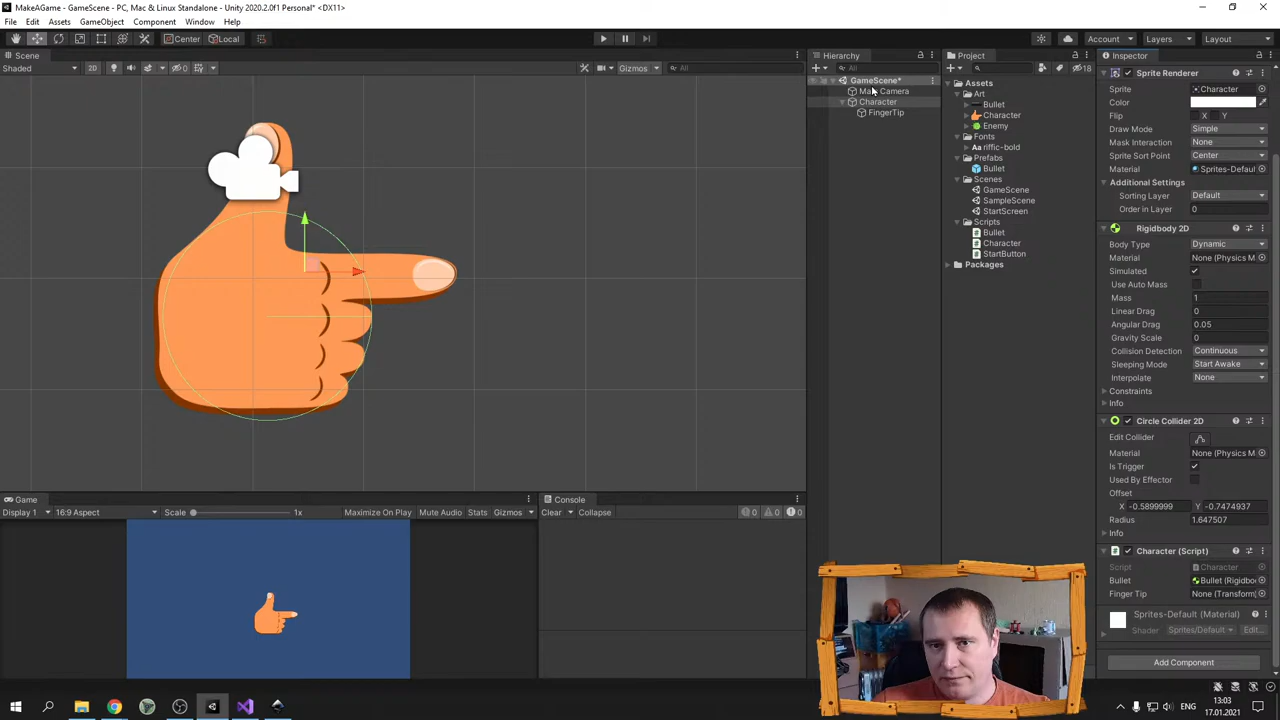 MakeAGame - GameScene - PC, Mac & Linux Standalone - Unity 2020.2.0f1 Personal* <DX11>
File Edit Assets GameObject Component Window Help
Center Local Account Layers Layout
Scene
Shaded 2D 0 Gizmos All
Hierarchy
All
GameScene*
Main Camera
Character
FingerTip
Project
18
Assets
Art
Bullet
Character
Enemy
Fonts
Aa riffic-bold
Prefabs
Bullet
Scenes
GameScene
SampleScene
StartScreen
Scripts
Bullet
Character
StartButton
Packages
Inspector
Sprite Renderer
Sprite Character
Color
Flip X Y
Draw Mode Simple
Mask Interaction None
Sprite Sort Point Center
Material Sprites-Defaul
Additional Settings
Sorting Layer Default
Order in Layer 0
Rigidbody 2D
Body Type Dynamic
Material None (Physics M
Simulated
Use Auto Mass
Mass 1
Linear Drag 0
Angular Drag 0.05
Gravity Scale 0
Collision Detection Continuous
Sleeping Mode Start Awake
Interpolate None
Constraints
Info
Circle Collider 2D
Edit Collider
Material None (Physics M
Is Trigger
Used By Effector
Offset
X -0.5899999 Y -0.7474937
Radius 1.647507
Info
Character (Script)
Script Character
Bullet Bullet (Rigidbo
Finger Tip None (Transform
Sprites-Default (Material)
Shader Sprites/Default Edit...
Add Component
Game
Display 1 16:9 Aspect Scale 1x Maximize On Play Mute Audio Stats Gizmos
Console
Clear Collapse 0 0 0
13:03
17.01.2021